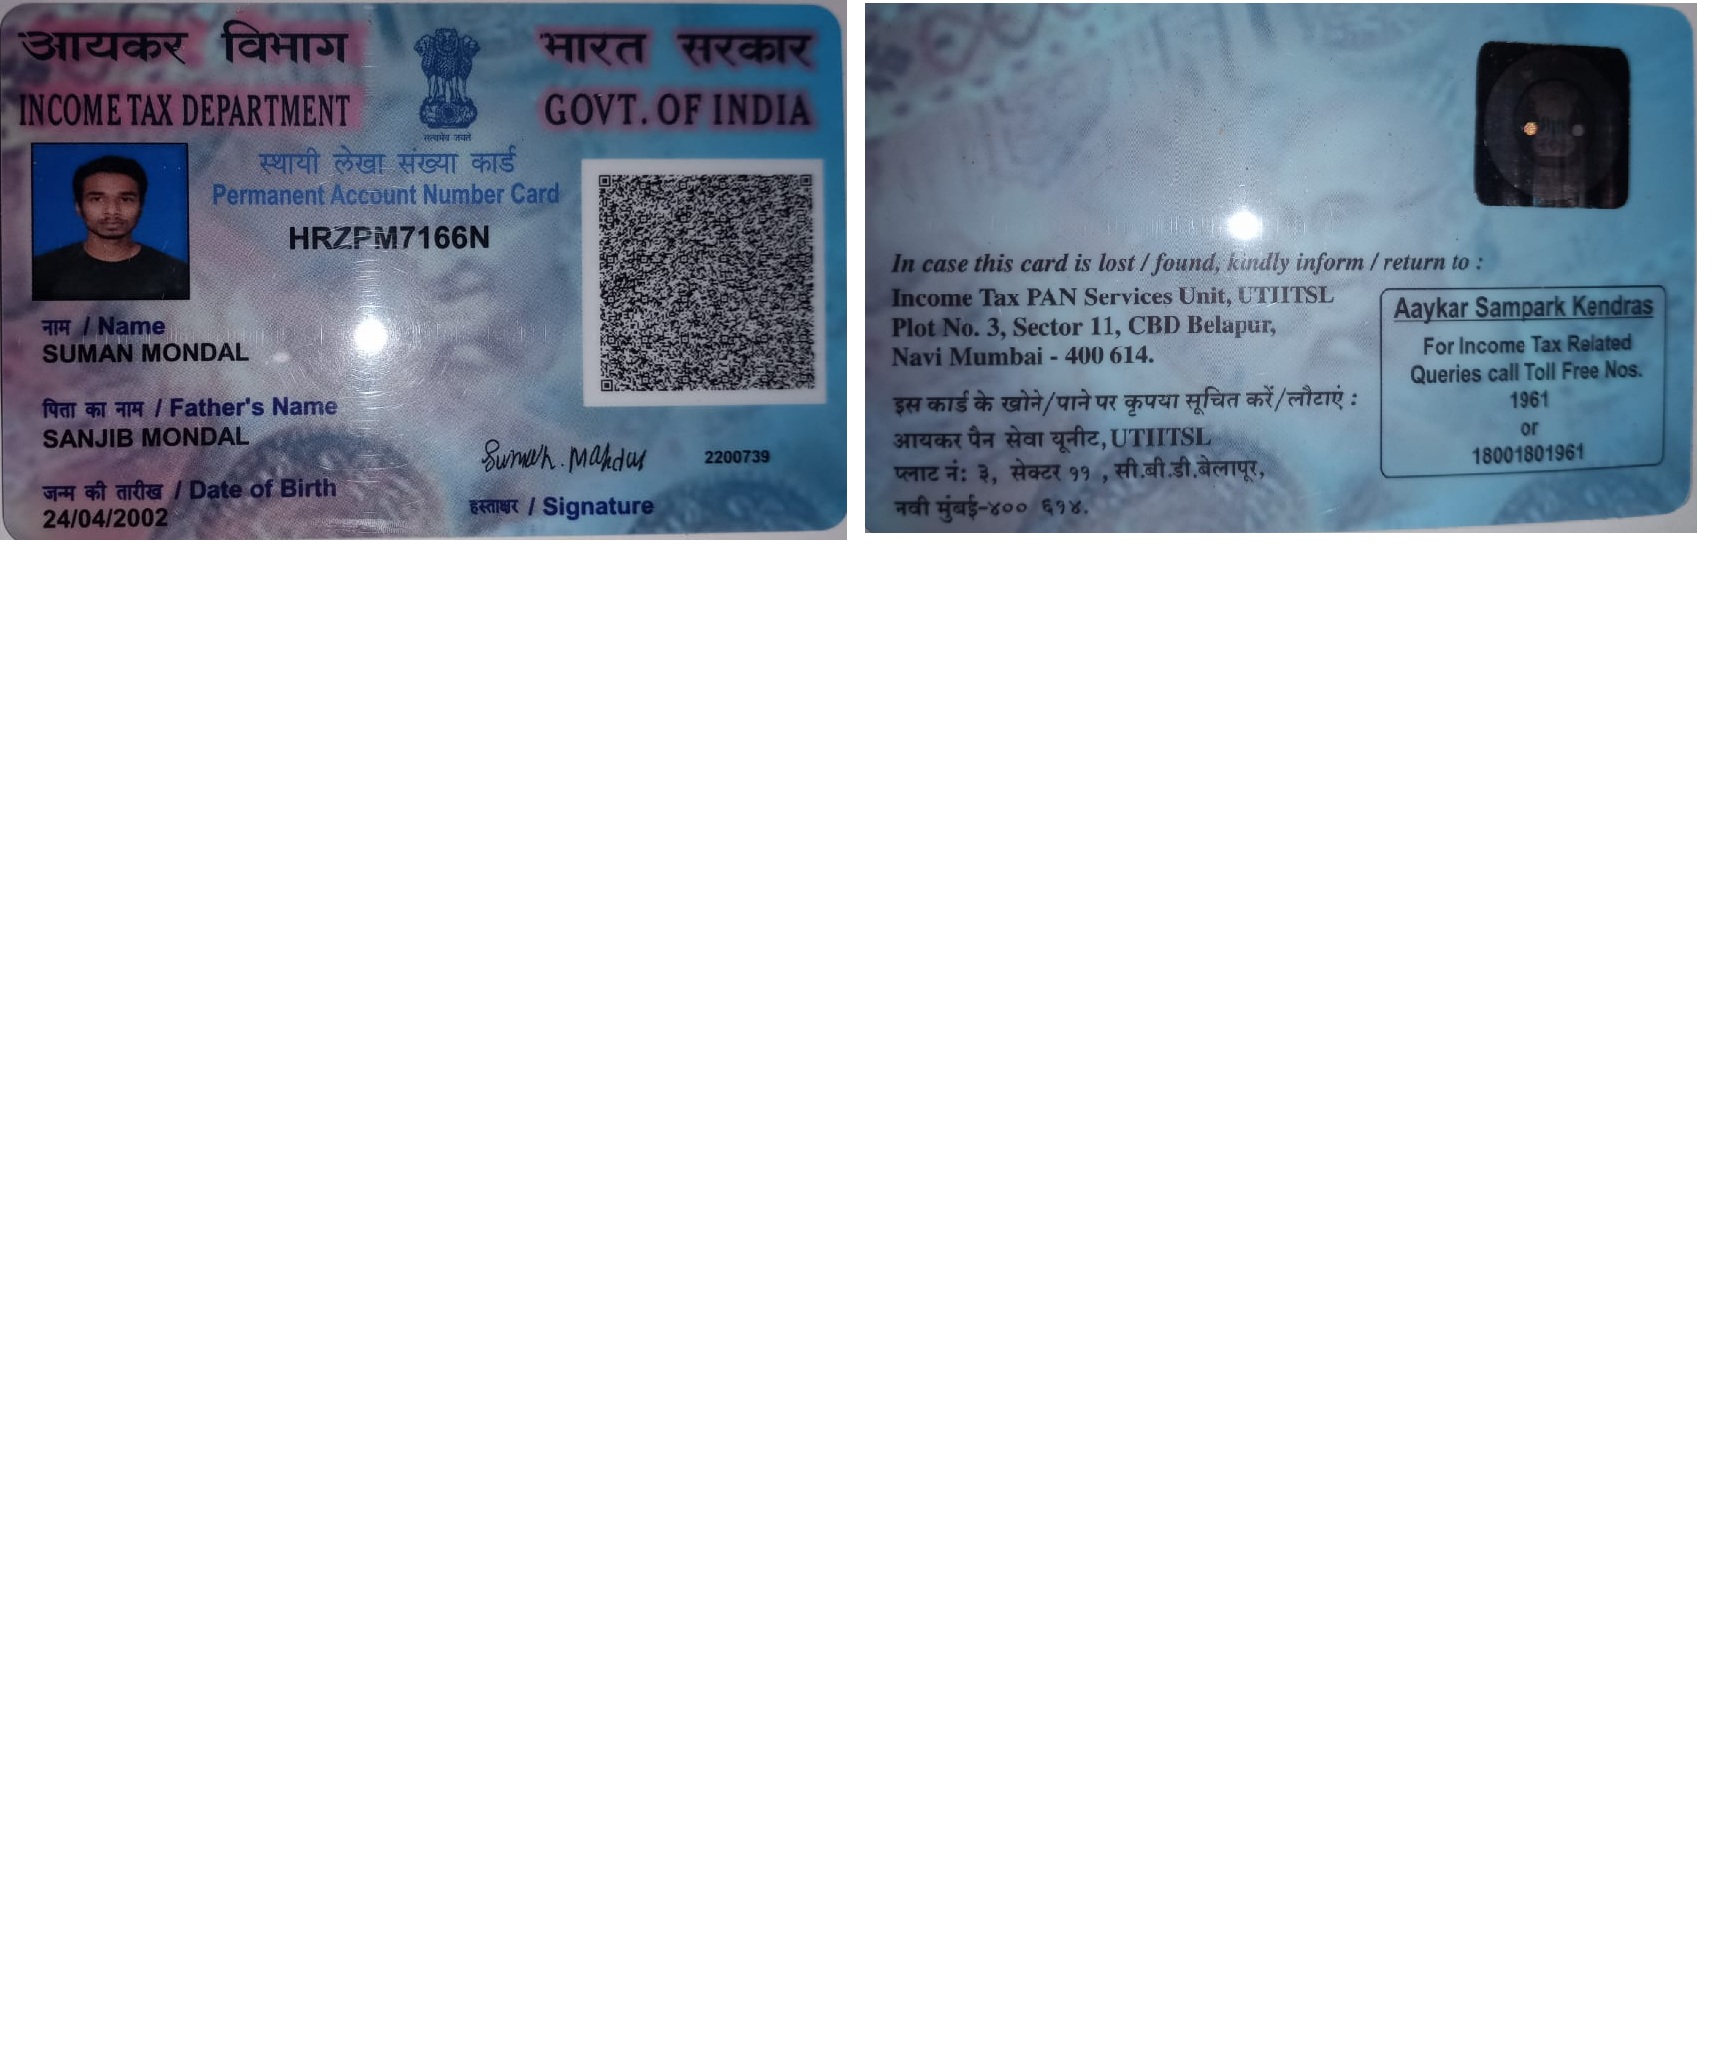 आयकर विभाग
भारत सरकार
INCOME TAX DEPARTMENT
GOVT. OF INDIA
सत्यमेव जयते
स्थायी लेखा संख्या कार्ड
Permanent Account Number Card
HRZPM7166N
नाम / Name
SUMAN MONDAL
पिता का नाम / Father's Name
SANJIB MONDAL
जन्म की तारीख / Date of Birth
24/04/2002
Suman. Mondal
हस्ताक्षर / Signature
2200739
In case this card is lost / found, kindly inform / return to :
Income Tax PAN Services Unit, UTIITSL
Plot No. 3, Sector 11, CBD Belapur,
Navi Mumbai - 400 614.
इस कार्ड के खोने/पाने पर कृपया सूचित करें/लौटाएं :
आयकर पैन सेवा यूनीट, UTIITSL
प्लाट नं: ३, सेक्टर ११ , सी.बी.डी.बेलापूर,
नवी मुंबई-४०० ६१४.
Aaykar Sampark Kendras
For Income Tax Related
Queries call Toll Free Nos.
1961
or
18001801961